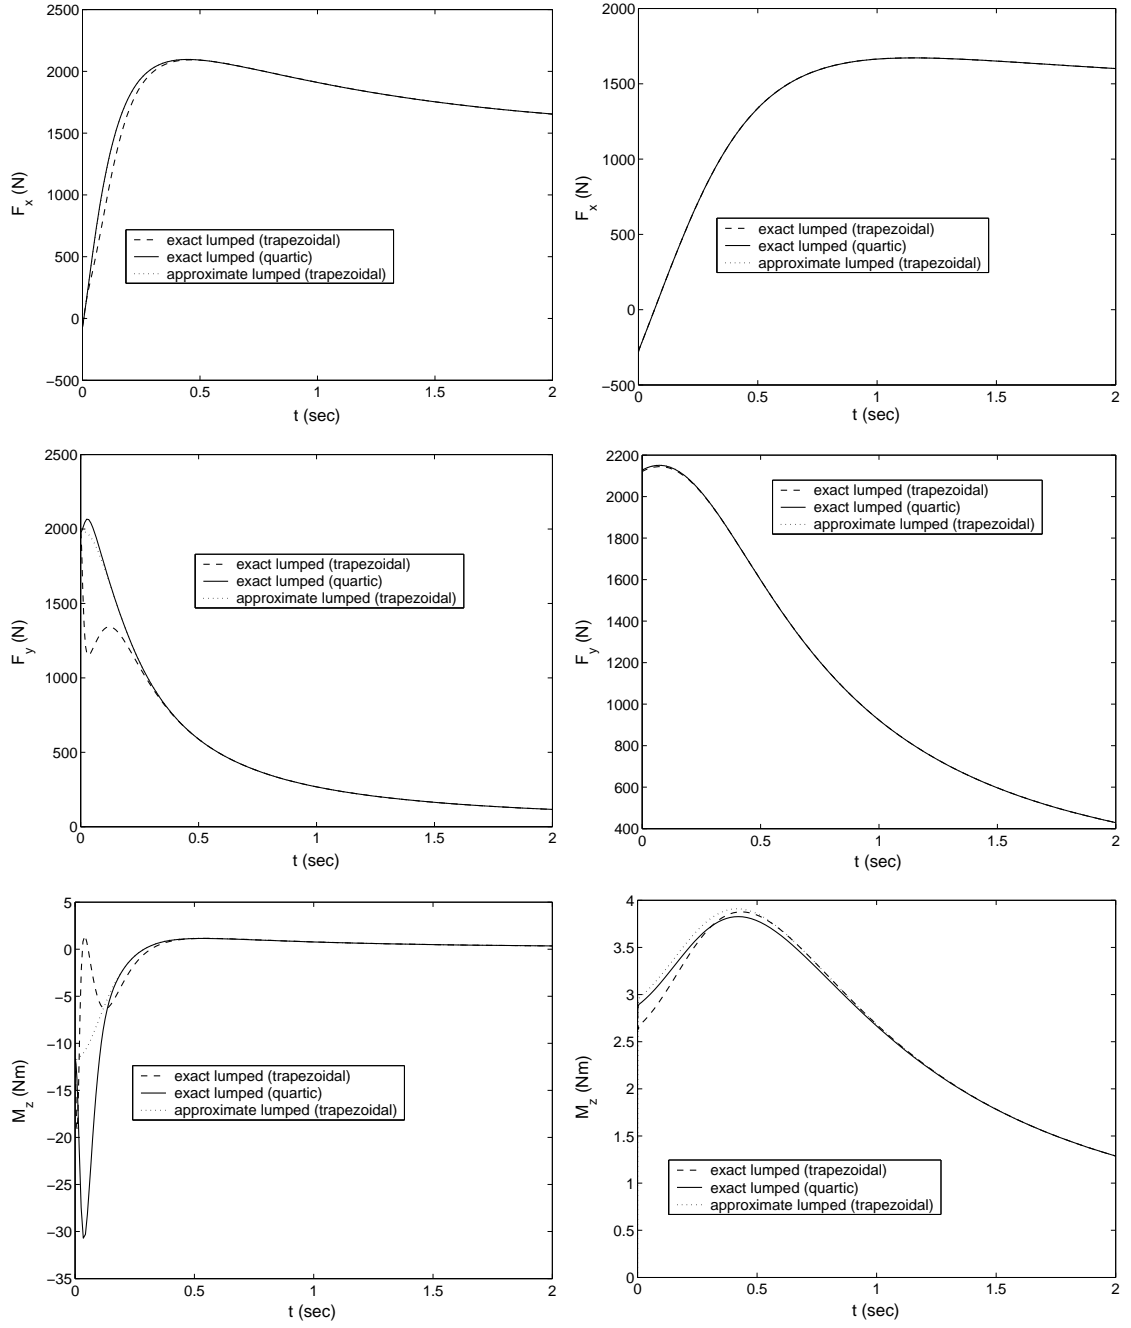 2500
2000
1500
1000
500
0
−500
F_x (N)
exact lumped (trapezoidal)
exact lumped (quartic)
approximate lumped (trapezoidal)
0 0.5 1 1.5 2
t (sec)
2000
1500
1000
500
0
−500
F_x (N)
exact lumped (trapezoidal)
exact lumped (quartic)
approximate lumped (trapezoidal)
0 0.5 1 1.5 2
t (sec)
2500
2000
1500
1000
500
0
F_y (N)
exact lumped (trapezoidal)
exact lumped (quartic)
approximate lumped (trapezoidal)
0 0.5 1 1.5 2
t (sec)
2200
2000
1800
1600
1400
1200
1000
800
600
400
F_y (N)
exact lumped (trapezoidal)
exact lumped (quartic)
approximate lumped (trapezoidal)
0 0.5 1 1.5 2
t (sec)
5
0
−5
−10
−15
−20
−25
−30
−35
M_z (Nm)
exact lumped (trapezoidal)
exact lumped (quartic)
approximate lumped (trapezoidal)
0 0.5 1 1.5 2
t (sec)
4
3.5
3
2.5
2
1.5
1
0.5
0
M_z (Nm)
exact lumped (trapezoidal)
exact lumped (quartic)
approximate lumped (trapezoidal)
0 0.5 1 1.5 2
t (sec)